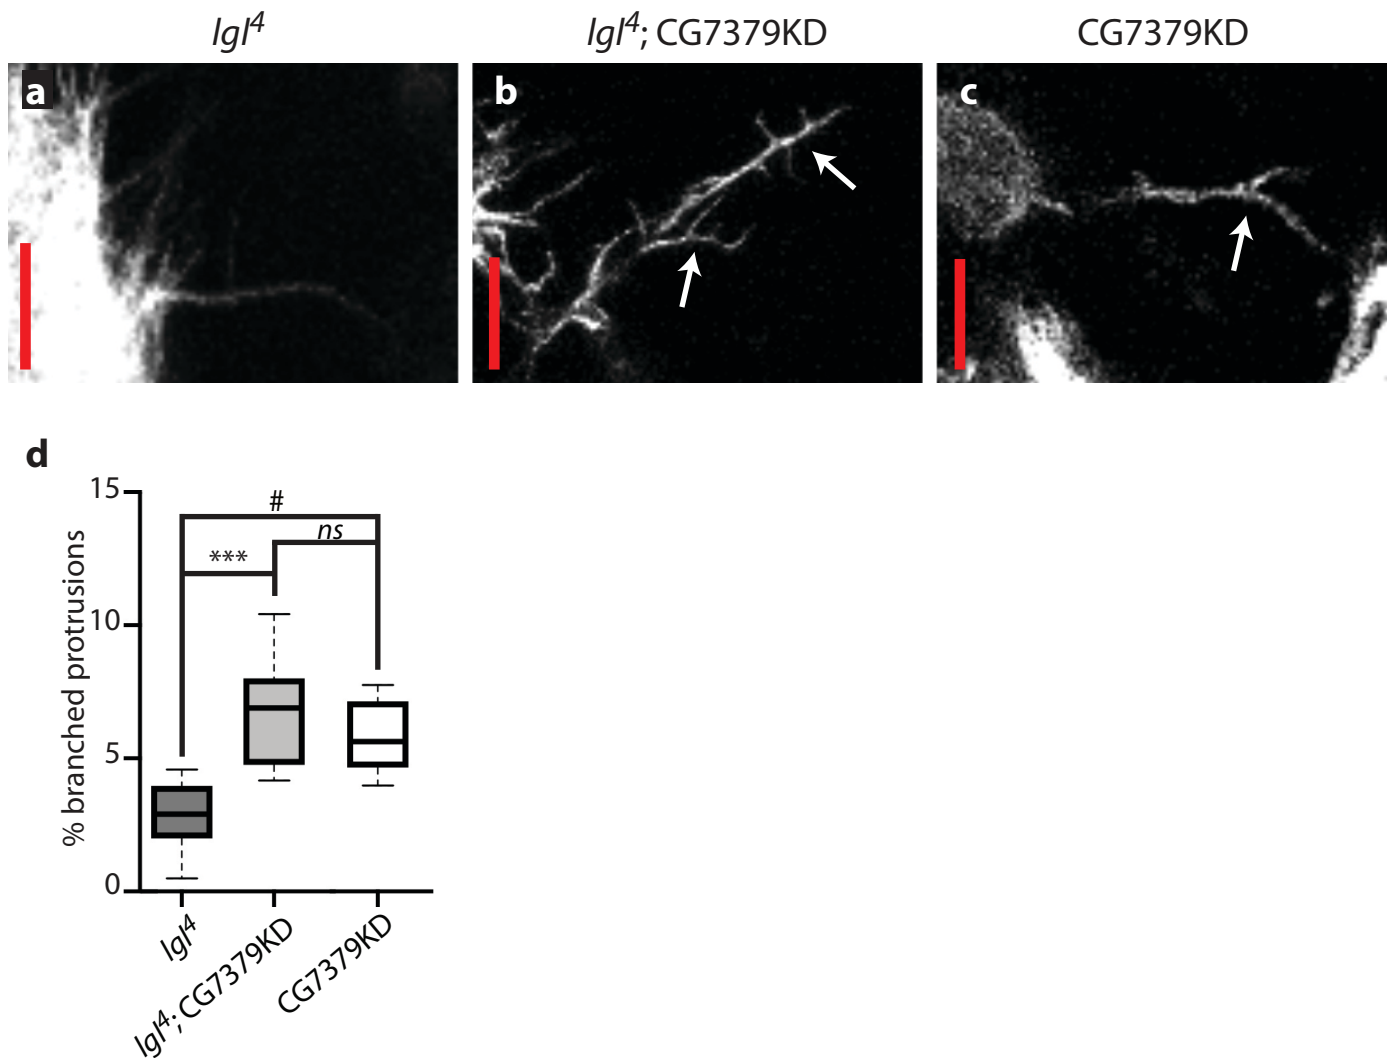 lgl⁴ lgl⁴; CG7379KD CG7379KD
a b c
d
15
#
ns
***
10
5
0
% branched protrusions
lgl⁴
lgl⁴; CG7379KD
CG7379KD